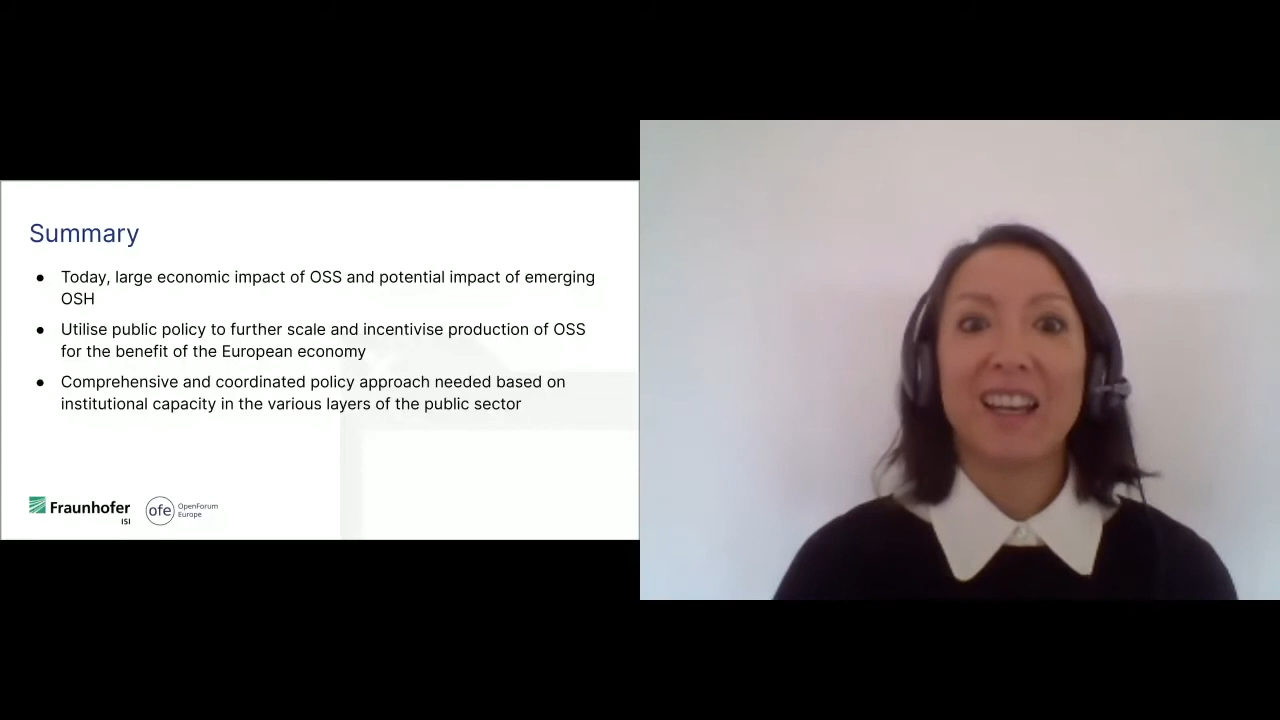 Summary
● Today, large economic impact of OSS and potential impact of emerging
OSH
● Utilise public policy to further scale and incentivise production of OSS
for the benefit of the European economy
● Comprehensive and coordinated policy approach needed based on
institutional capacity in the various layers of the public sector
Fraunhofer
ISI
ofe
OpenForum
Europe